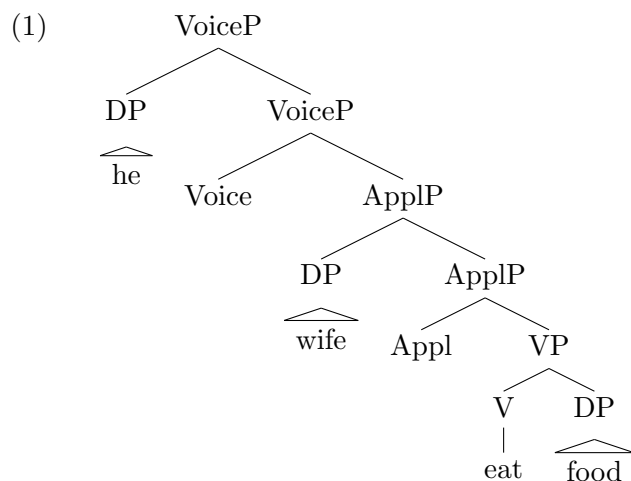 (1) VoiceP
DP VoiceP
he
Voice ApplP
DP ApplP
wife
Appl VP
V DP
eat food